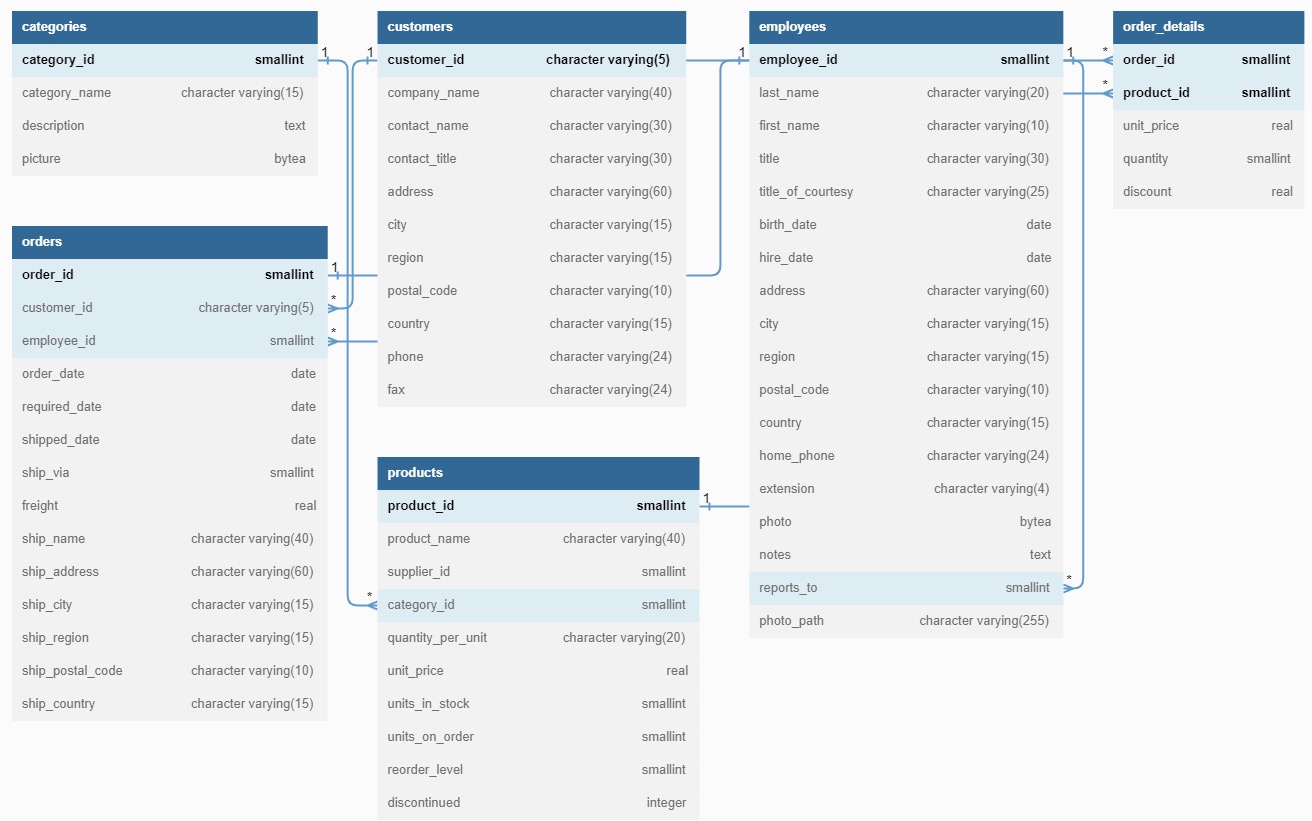 categories
category_id smallint
category_name character varying(15)
description text
picture bytea
customers
customer_id character varying(5)
company_name character varying(40)
contact_name character varying(30)
contact_title character varying(30)
address character varying(60)
city character varying(15)
region character varying(15)
postal_code character varying(10)
country character varying(15)
phone character varying(24)
fax character varying(24)
employees
employee_id smallint
last_name character varying(20)
first_name character varying(10)
title character varying(30)
title_of_courtesy character varying(25)
birth_date date
hire_date date
address character varying(60)
city character varying(15)
region character varying(15)
postal_code character varying(10)
country character varying(15)
home_phone character varying(24)
extension character varying(4)
photo bytea
notes text
reports_to smallint
photo_path character varying(255)
order_details
order_id smallint
product_id smallint
unit_price real
quantity smallint
discount real
orders
order_id smallint
customer_id character varying(5)
employee_id smallint
order_date date
required_date date
shipped_date date
ship_via smallint
freight real
ship_name character varying(40)
ship_address character varying(60)
ship_city character varying(15)
ship_region character varying(15)
ship_postal_code character varying(10)
ship_country character varying(15)
products
product_id smallint
product_name character varying(40)
supplier_id smallint
category_id smallint
quantity_per_unit character varying(20)
unit_price real
units_in_stock smallint
units_on_order smallint
reorder_level smallint
discontinued integer
1
1
1
1
*
*
1
*
*
1
*
*